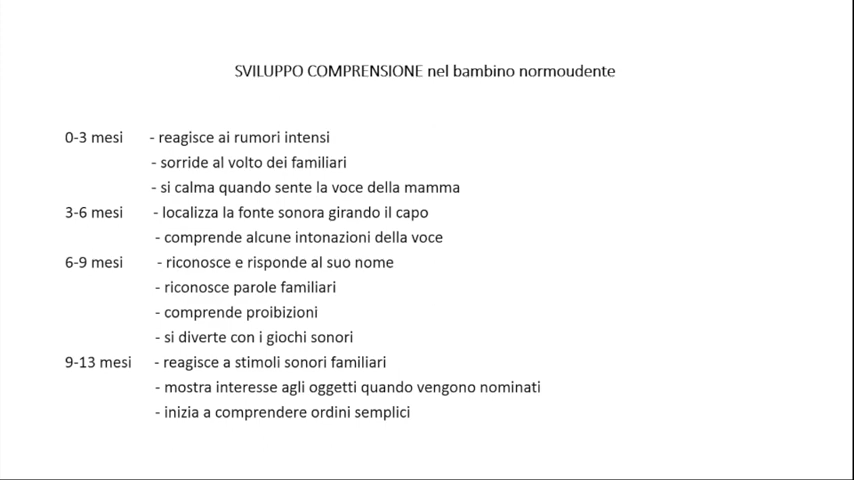 SVILUPPO COMPRENSIONE nel bambino normoudente
0-3 mesi - reagisce ai rumori intensi
- sorride al volto dei familiari
- si calma quando sente la voce della mamma
3-6 mesi - localizza la fonte sonora girando il capo
- comprende alcune intonazioni della voce
6-9 mesi - riconosce e risponde al suo nome
- riconosce parole familiari
- comprende proibizioni
- si diverte con i giochi sonori
9-13 mesi - reagisce a stimoli sonori familiari
- mostra interesse agli oggetti quando vengono nominati
- inizia a comprendere ordini semplici